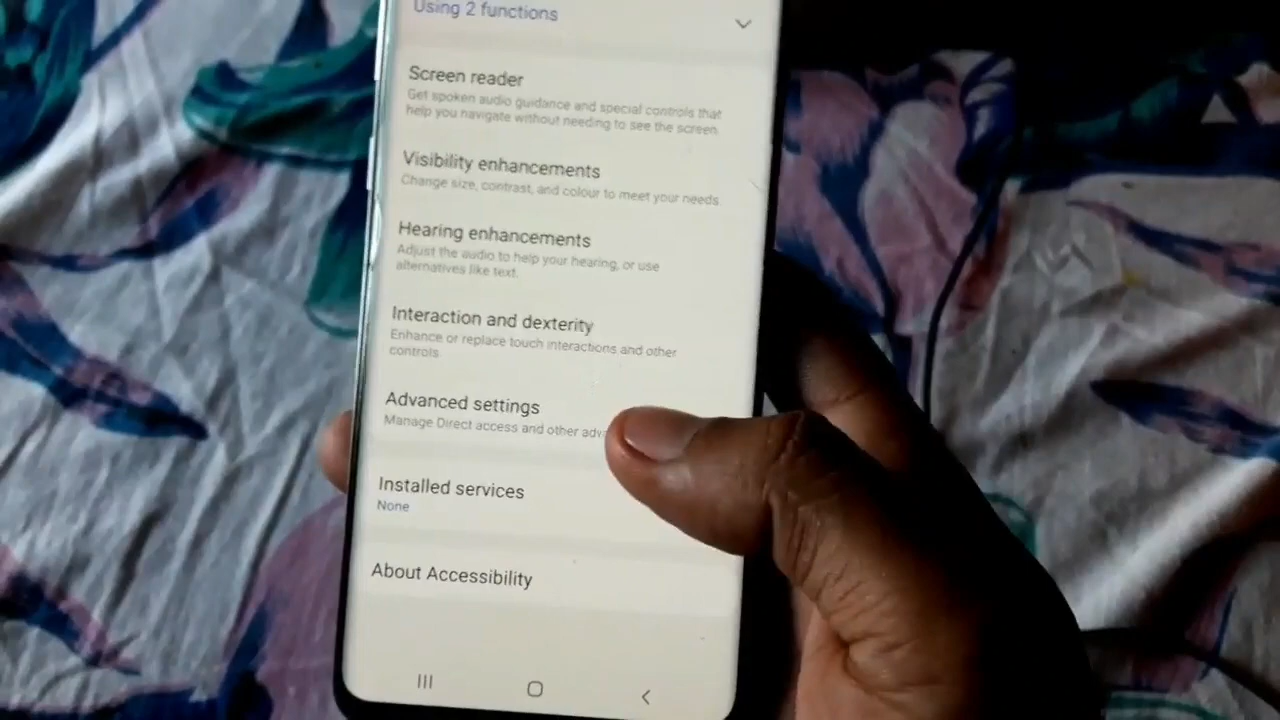 Using 2 functions
Screen reader
Get spoken audio guidance and special controls that
help you navigate without needing to see the screen.
Visibility enhancements
Change size, contrast, and colour to meet your needs.
Hearing enhancements
Adjust the audio to help your hearing, or use
alternatives like text.
Interaction and dexterity
Enhance or replace touch interactions and other
controls.
Advanced settings
Manage Direct access and other
Installed services
None
About Accessibility